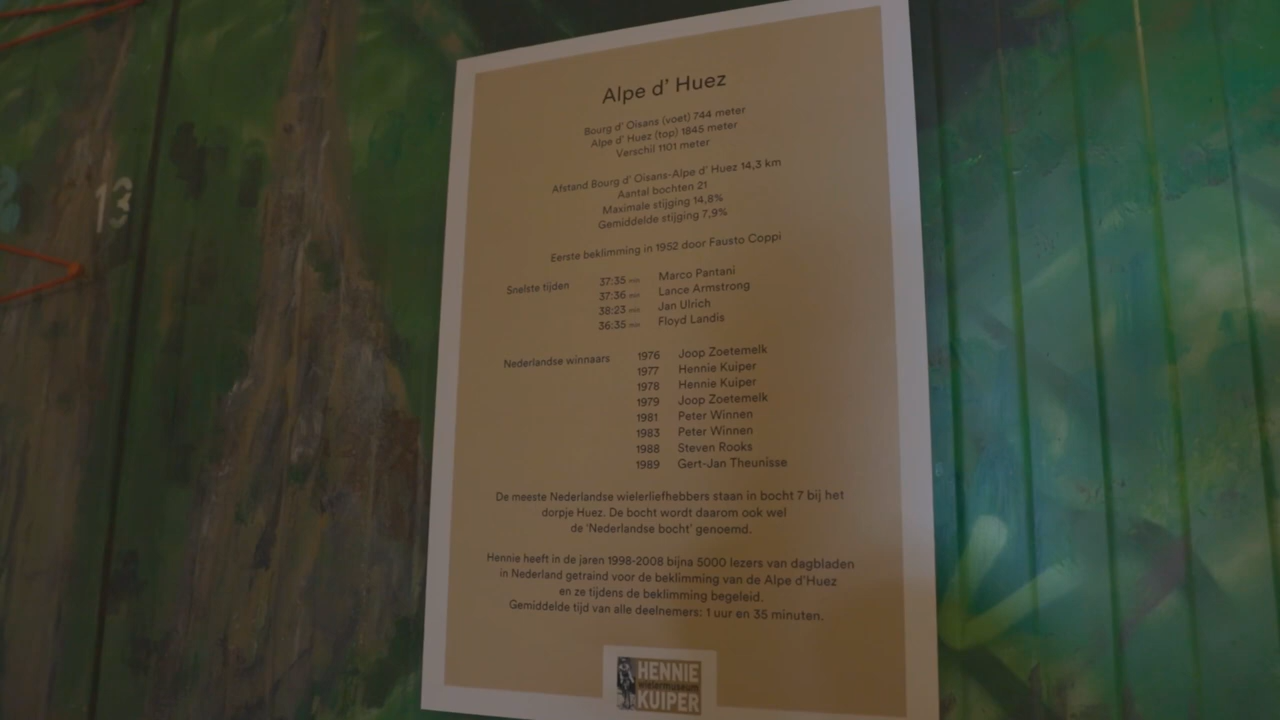 13
Alpe d' Huez
Bourg d' Oisans (voet) 744 meter
Alpe d' Huez (top) 1845 meter
Verschil 1101 meter
Afstand Bourg d' Oisans-Alpe d' Huez 14,3 km
Aantal bochten 21
Maximale stijging 14,8%
Gemiddelde stijging 7,9%
Eerste beklimming in 1952 door Fausto Coppi
Snelste tijden 37:35 min Marco Pantani
37:36 min Lance Armstrong
38:23 min Jan Ulrich
36:35 min Floyd Landis
Nederlandse winnaars 1976 Joop Zoetemelk
1977 Hennie Kuiper
1978 Hennie Kuiper
1979 Joop Zoetemelk
1981 Peter Winnen
1983 Peter Winnen
1988 Steven Rooks
1989 Gert-Jan Theunisse
De meeste Nederlandse wielerliefhebbers staan in bocht 7 bij het
dorpje Huez. De bocht wordt daarom ook wel
de 'Nederlandse bocht' genoemd.
Hennie heeft in de jaren 1998-2008 bijna 5000 lezers van dagbladen
in Nederland getraind voor de beklimming van de Alpe d'Huez
en ze tijdens de beklimming begeleid.
Gemiddelde tijd van alle deelnemers: 1 uur en 35 minuten.
HENNIE
wielermuseum
KUIPER